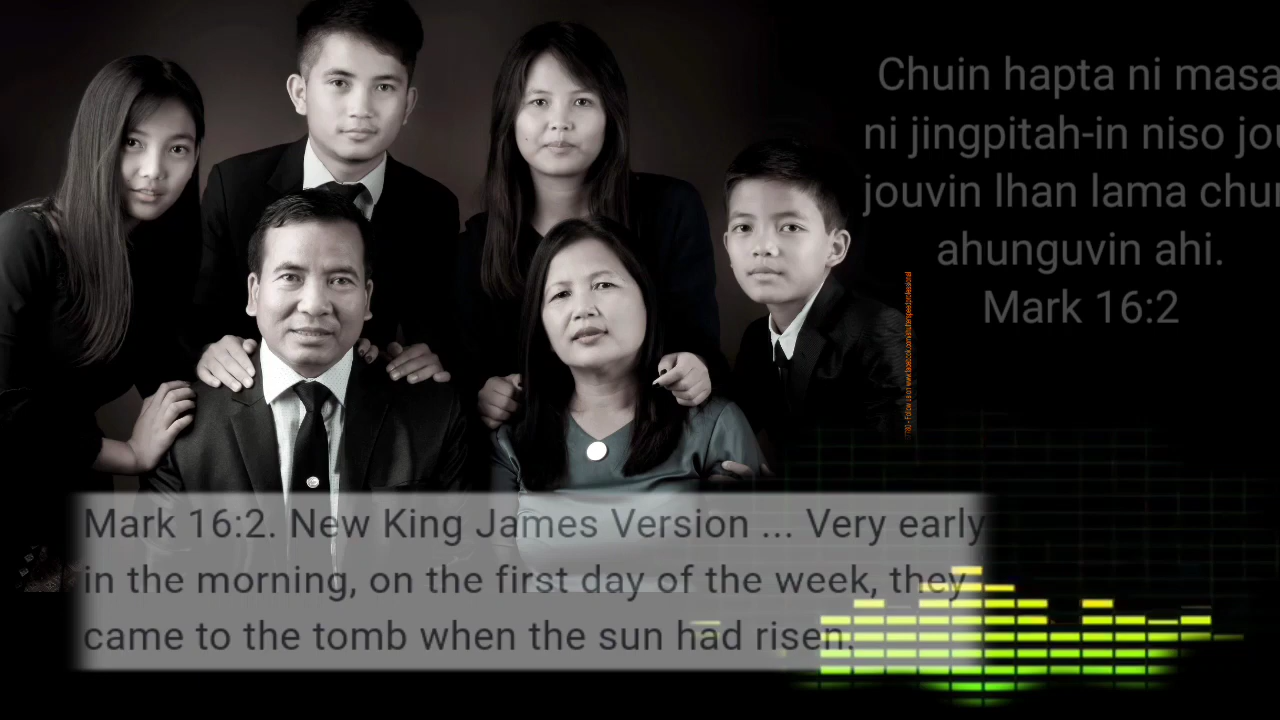 Chuin hapta ni masa
ni jingpitah-in niso jou
jouvin lhan lama chun
ahunguvin ahi.
Mark 16:2
Mark 16:2. New King James Version ... Very early
in the morning, on the first day of the week, they
came to the tomb when the sun had risen.